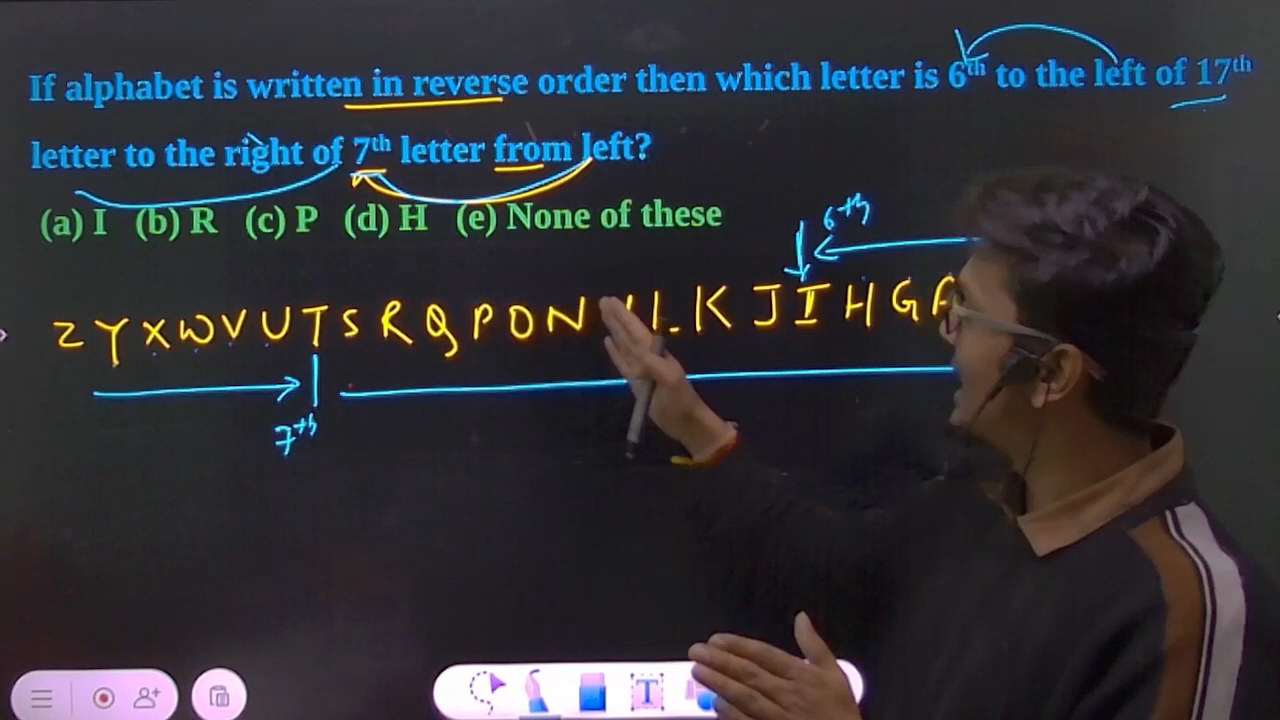 If alphabet is written in reverse order then which letter is 6th to the left of 17th
letter to the right of 7th letter from left?
(a) I (b) R (c) P (d) H (e) None of these
6th
Z Y X W V U T S R Q P O N L K J I H G
7th
T